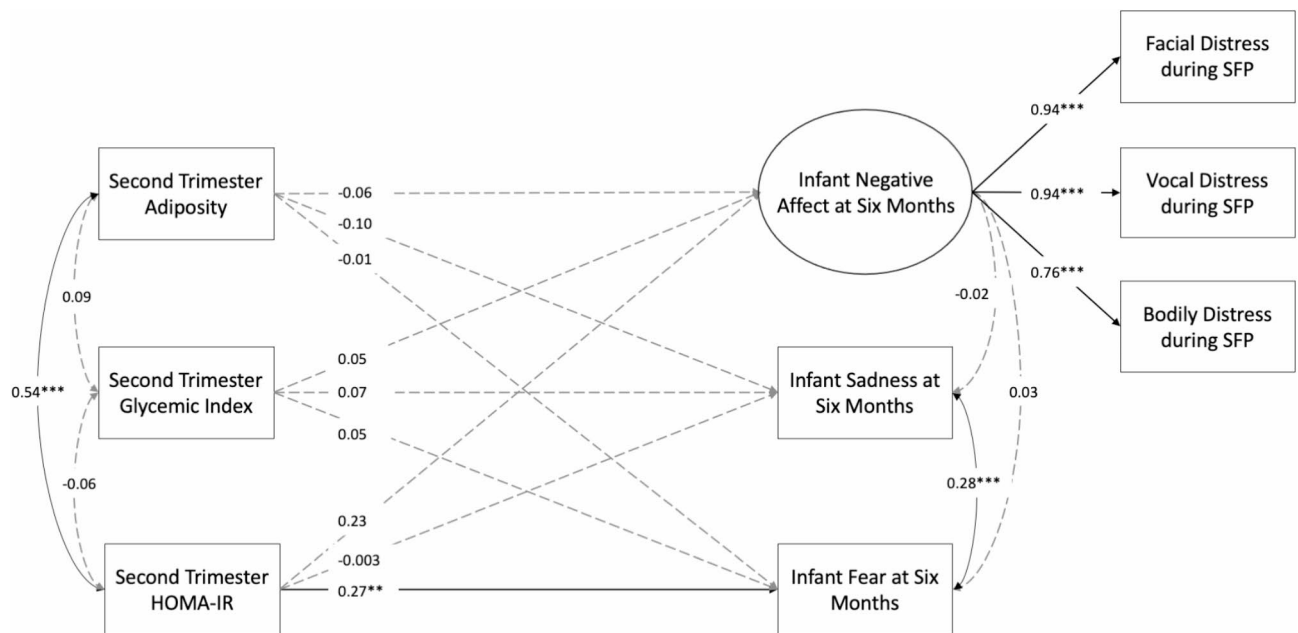 Facial Distress
during SFP
0.94***
Second Trimester
Adiposity
-0.06
-0.10
-0.01
Infant Negative
Affect at Six Months
0.94***
Vocal Distress
during SFP
0.76***
-0.02
Bodily Distress
during SFP
0.09
0.54***
Second Trimester
Glycemic Index
0.05
0.07
0.05
Infant Sadness at
Six Months
0.03
-0.06
0.28***
0.23
-0.003
0.27**
Second Trimester
HOMA-IR
Infant Fear at Six
Months